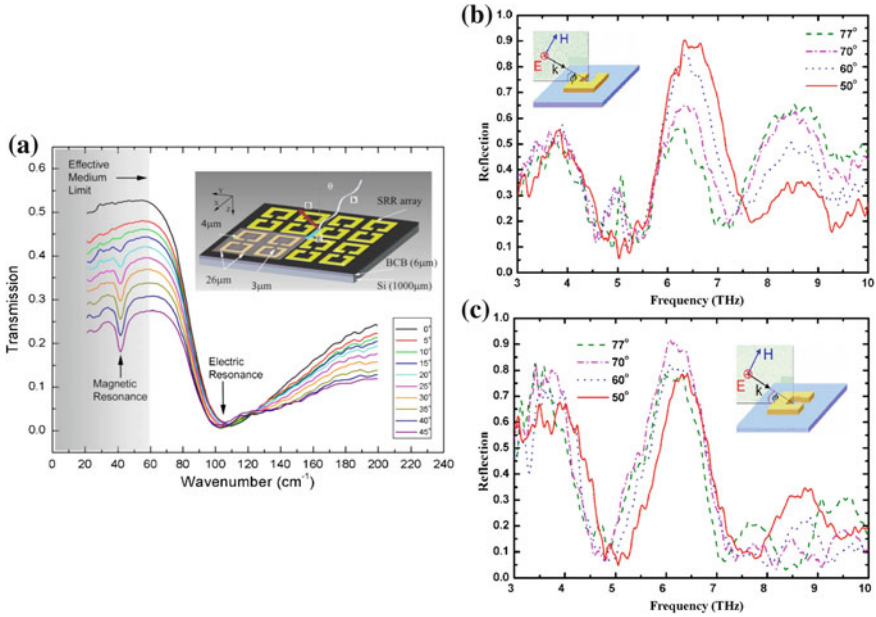 (a)
Transmission
0.6
0.5
0.4
0.3
0.2
0.1
0.0
Effective
Medium
Limit
Magnetic
Resonance
Electric
Resonance
4µm
26µm
3µm
θ
SRR array
BCB (6µm)
Si (1000µm)
0°
5°
10°
15°
20°
25°
30°
35°
40°
45°
0 20 40 60 80 100 120 140 160 180 200 220 240
Wavenumber (cm⁻¹)
(b)
Reflection
1.0
0.9
0.8
0.7
0.6
0.5
0.4
0.3
0.2
0.1
0.0
H
E
k
ϕ
77°
70°
60°
50°
3 4 5 6 7 8 9 10
Frequency (THz)
(c)
Reflection
1.0
0.9
0.8
0.7
0.6
0.5
0.4
0.3
0.2
0.1
0.0
77°
70°
60°
50°
H
E
k
ϕ
3 4 5 6 7 8 9 10
Frequency (THz)